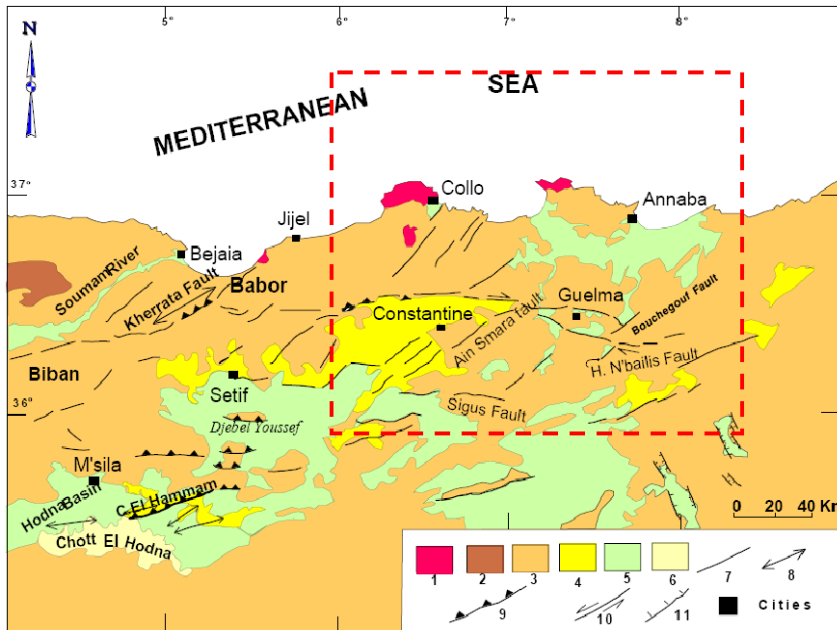 5°
6°
7°
8°
N
SEA
MEDITERRANEAN
37°
Collo
Annaba
Jijel
Bejaia
Soumam River
Kherrata Fault
Babor
Guelma
Constantine
Ain Smara fault
Bouchegouf Fault
H. N'bailis Fault
Biban
Setif
36°
Sigus Fault
Djebel Youssef
M'sila
Hodna Basin
C.El Hammam
Chott El Hodna
0 20 40 Km
1 2 3 4 5 6 7 8
9 10 11 Cities